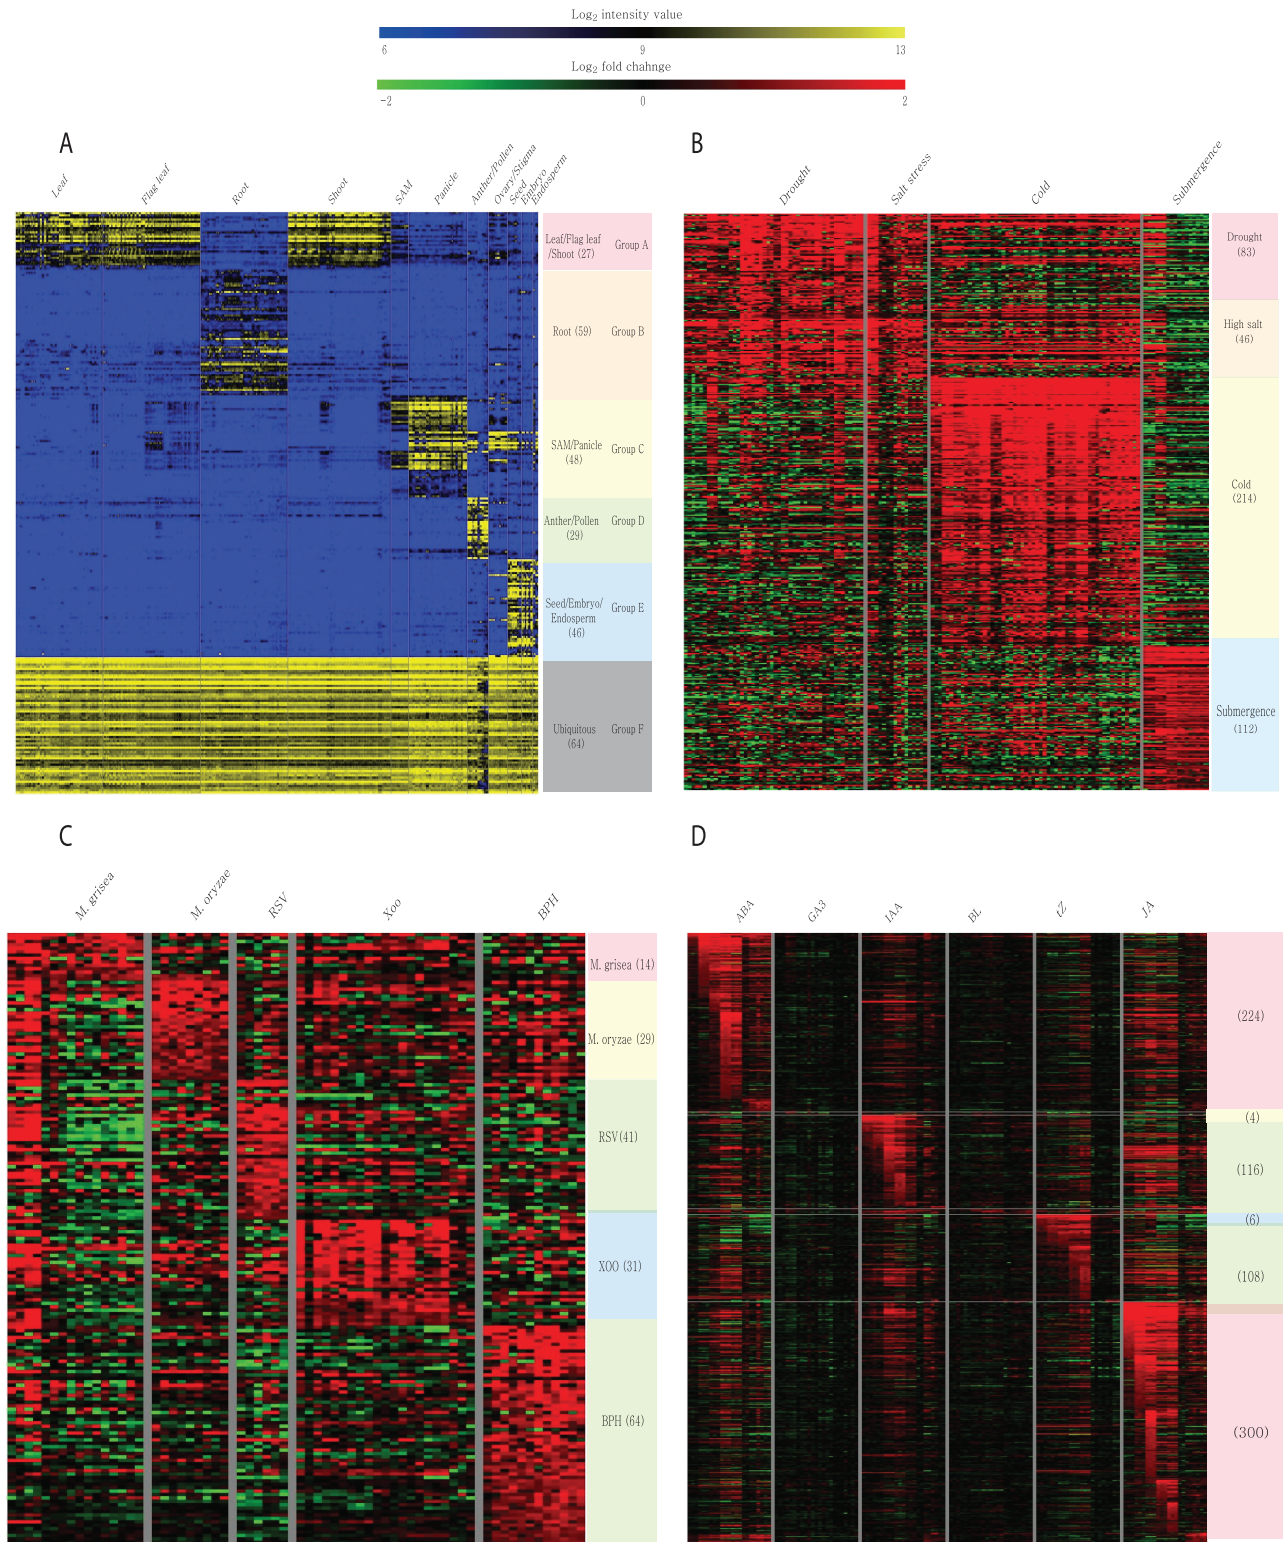 Log2 intensity value
6 9 13
Log2 fold chahnge
-2 0 2
A
Leaf Flag leaf Root Shoot SAM Panicle Anther/Pollen Ovary/Stigma Seed Embryo Endosperm
Leaf/Flag leaf
/Shoot (27) Group A
Root (59) Group B
SAM/Panicle
(48) Group C
Anther/Pollen
(29) Group D
Seed/Embryo/
Endosperm
(46) Group E
Ubiquitous
(64) Group F
B
Drought Salt stress Cold Submergence
Drought
(83)
High salt
(46)
Cold
(214)
Submergence
(112)
C
M. grisea M. oryzae RSV Xoo BPH
M. grisea (14)
M. oryzae (29)
RSV(41)
XOO (31)
BPH (64)
D
ABA GA3 IAA BL tZ JA
(224)
(4)
(116)
(6)
(108)
(300)